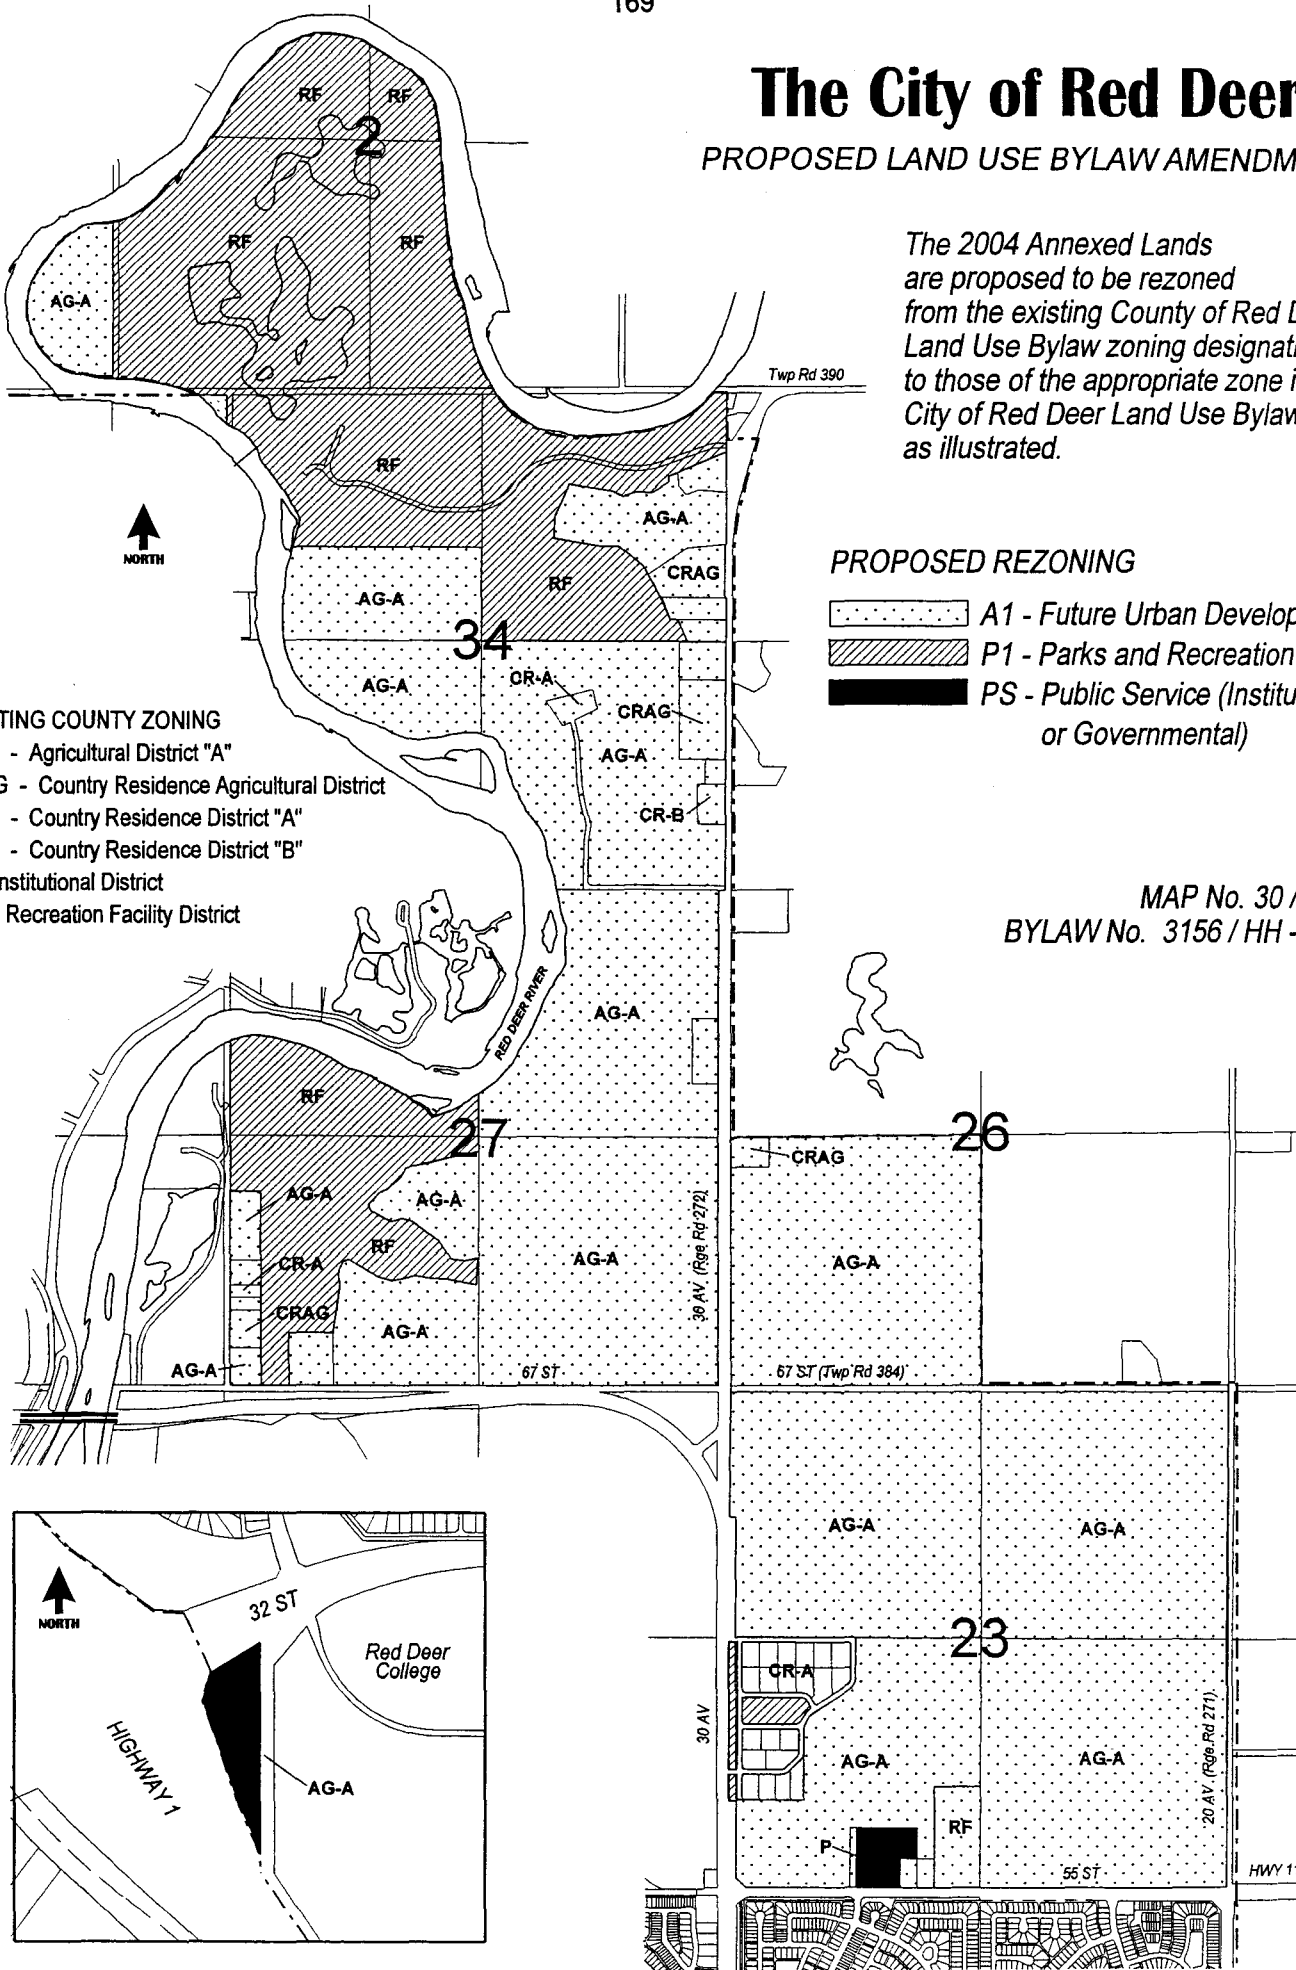 169
The City of Red Deer
PROPOSED LAND USE BYLAW AMENDM
The 2004 Annexed Lands
are proposed to be rezoned
from the existing County of Red D
Land Use Bylaw zoning designati
to those of the appropriate zone i
City of Red Deer Land Use Bylaw
as illustrated.
RF
RF
2
RF
RF
AG-A
Twp Rd 390
RF
AG-A
NORTH
CRAG
RF
AG-A
34
PROPOSED REZONING
A1 - Future Urban Develop
P1 - Parks and Recreation
PS - Public Service (Institu
or Governmental)
AG-A
CR-A
CRAG
AG-A
CR-B
TING COUNTY ZONING
- Agricultural District "A"
G - Country Residence Agricultural District
- Country Residence District "A"
- Country Residence District "B"
nstitutional District
Recreation Facility District
MAP No. 30 /
BYLAW No. 3156 / HH -
RED DEER RIVER
AG-A
RF
27
26
CRAG
AG-A
AG-A
RF
CR-A
AG-A
AG-A
CRAG
AG-A
AG-A
30 AV (Rge Rd 272)
67 ST
67 ST (Twp Rd 384)
AG-A
AG-A
23
CR-A
30 AV
AG-A
AG-A
20 AV (Rge Rd 271)
RF
P
55 ST
HWY 11
NORTH
32 ST
Red Deer
College
HIGHWAY 1
AG-A